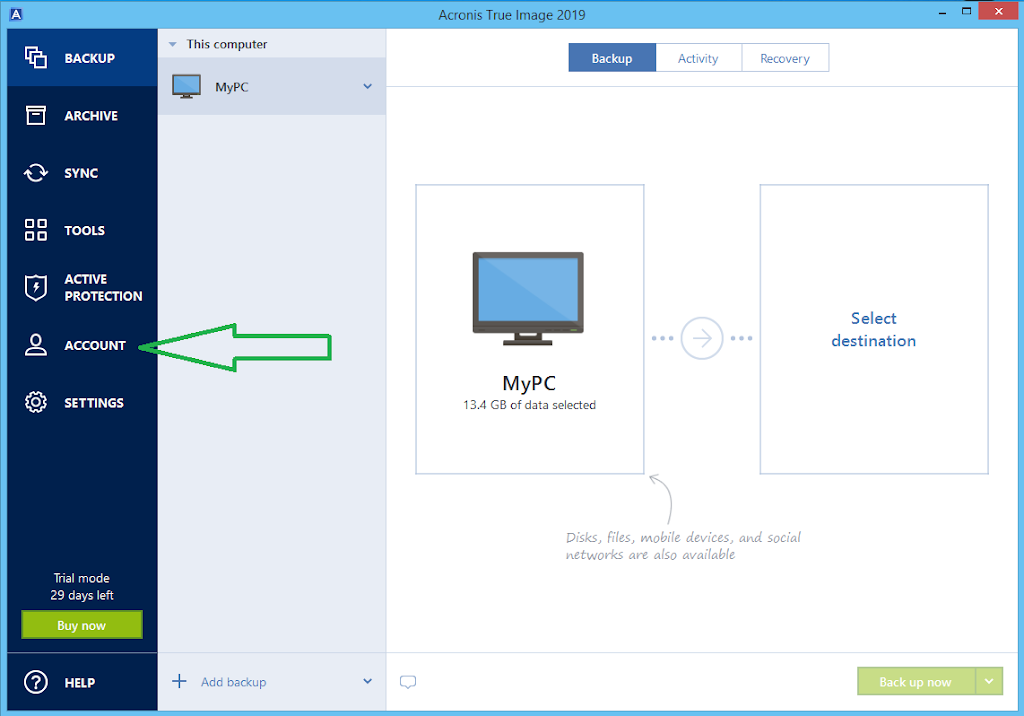 A
Acronis True Image 2019
BACKUP
ARCHIVE
SYNC
TOOLS
ACTIVE
PROTECTION
ACCOUNT
SETTINGS
Trial mode
29 days left
Buy now
? HELP
This computer
MyPC
Add backup
Backup Activity Recovery
MyPC
13.4 GB of data selected
Select
destination
Disks, files, mobile devices, and social
networks are also available
Back up now